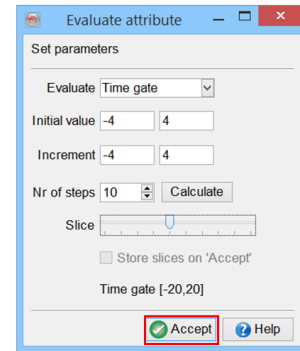 Evaluate attribute
Set parameters
Evaluate Time gate
Initial value -4 4
Increment -4 4
Nr of steps 10 Calculate
Slice
Store slices on 'Accept'
Time gate [-20,20]
Accept Help